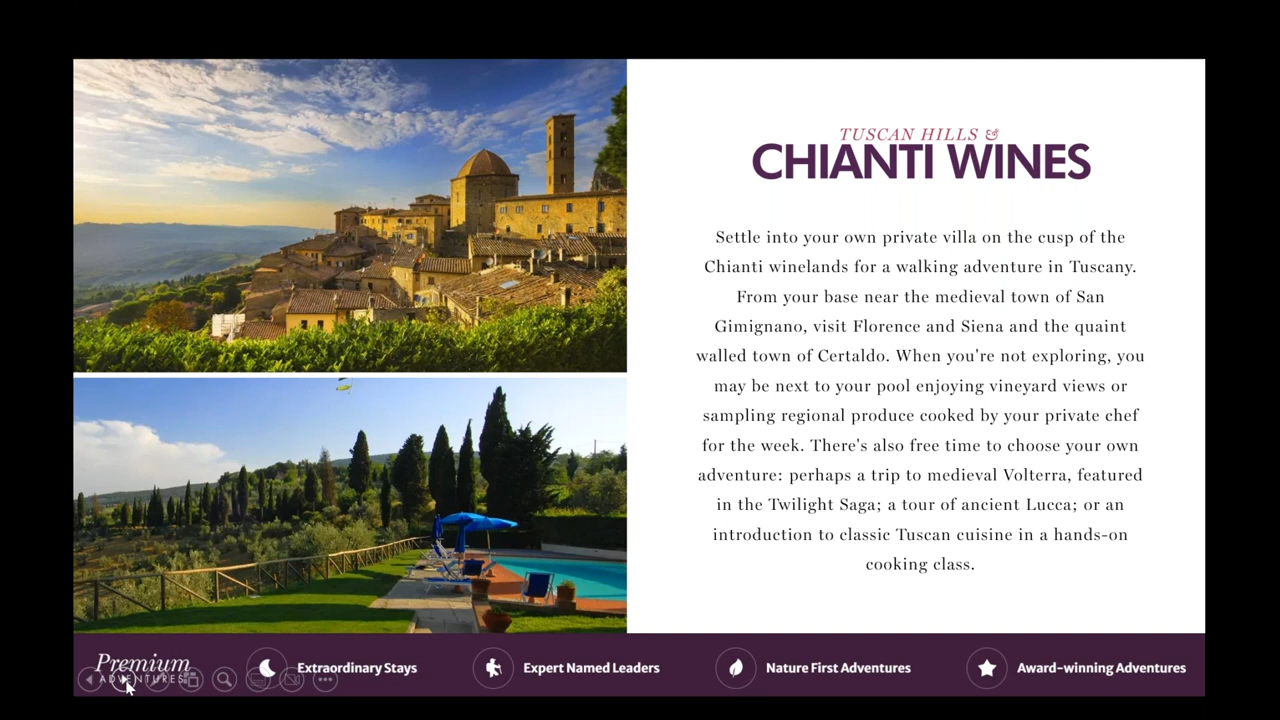 TUSCAN HILLS &
CHIANTI WINES
Settle into your own private villa on the cusp of the
Chianti winelands for a walking adventure in Tuscany.
From your base near the medieval town of San
Gimignano, visit Florence and Siena and the quaint
walled town of Certaldo. When you're not exploring, you
may be next to your pool enjoying vineyard views or
sampling regional produce cooked by your private chef
for the week. There's also free time to choose your own
adventure: perhaps a trip to medieval Volterra, featured
in the Twilight Saga; a tour of ancient Lucca; or an
introduction to classic Tuscan cuisine in a hands-on
cooking class.
Premium
ADVENTURES
Extraordinary Stays
Expert Named Leaders
Nature First Adventures
Award-winning Adventures